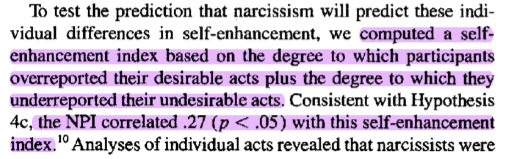 To test the prediction that narcissism will predict these indi-
vidual differences in self-enhancement, we computed a self-
enhancement index based on the degree to which participants
overreported their desirable acts plus the degree to which they
underreported their undesirable acts. Consistent with Hypothesis
4c, the NPI correlated .27 (p < .05) with this self-enhancement
index.¹⁰ Analyses of individual acts revealed that narcissists were